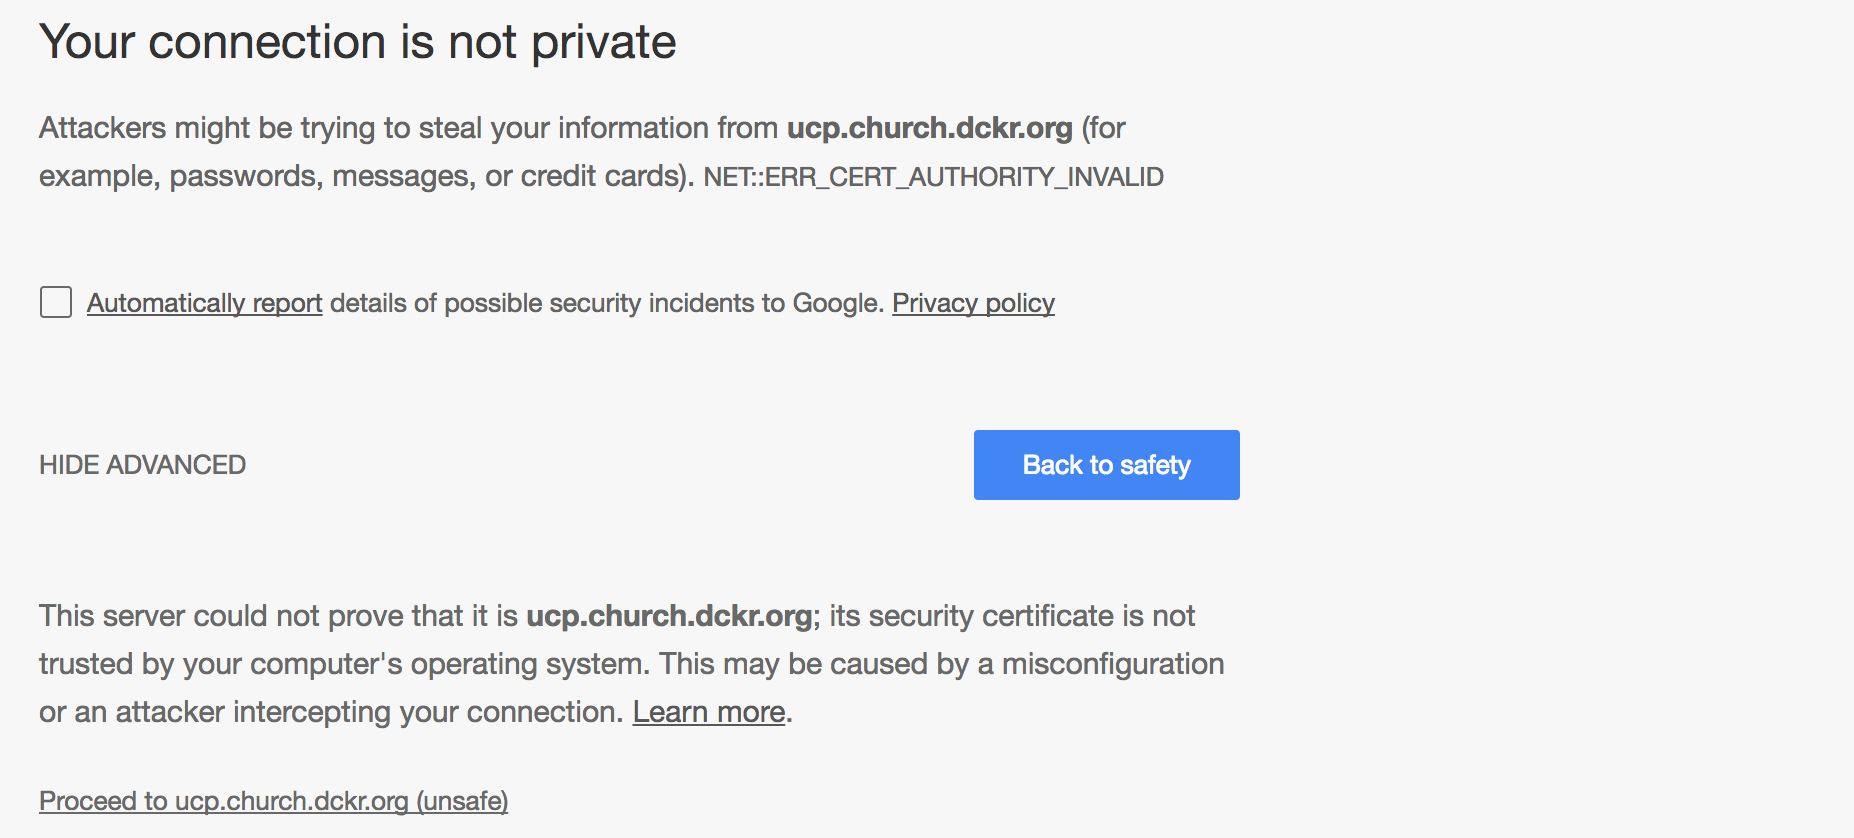 Your connection is not private
Attackers might be trying to steal your information from ucp.church.dckr.org (for
example, passwords, messages, or credit cards). NET::ERR_CERT_AUTHORITY_INVALID
Automatically report details of possible security incidents to Google. Privacy policy
HIDE ADVANCED
Back to safety
This server could not prove that it is ucp.church.dckr.org; its security certificate is not
trusted by your computer's operating system. This may be caused by a misconfiguration
or an attacker intercepting your connection. Learn more.
Proceed to ucp.church.dckr.org (unsafe)